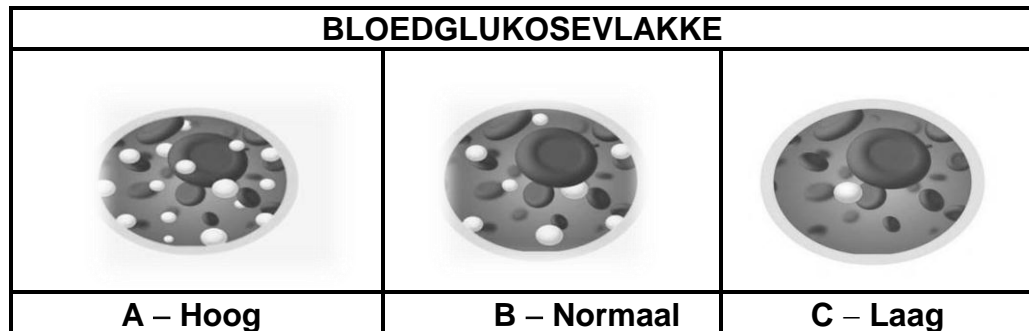 BLOEDGLUKOSEVLAKKE
A – Hoog
B – Normaal
C – Laag